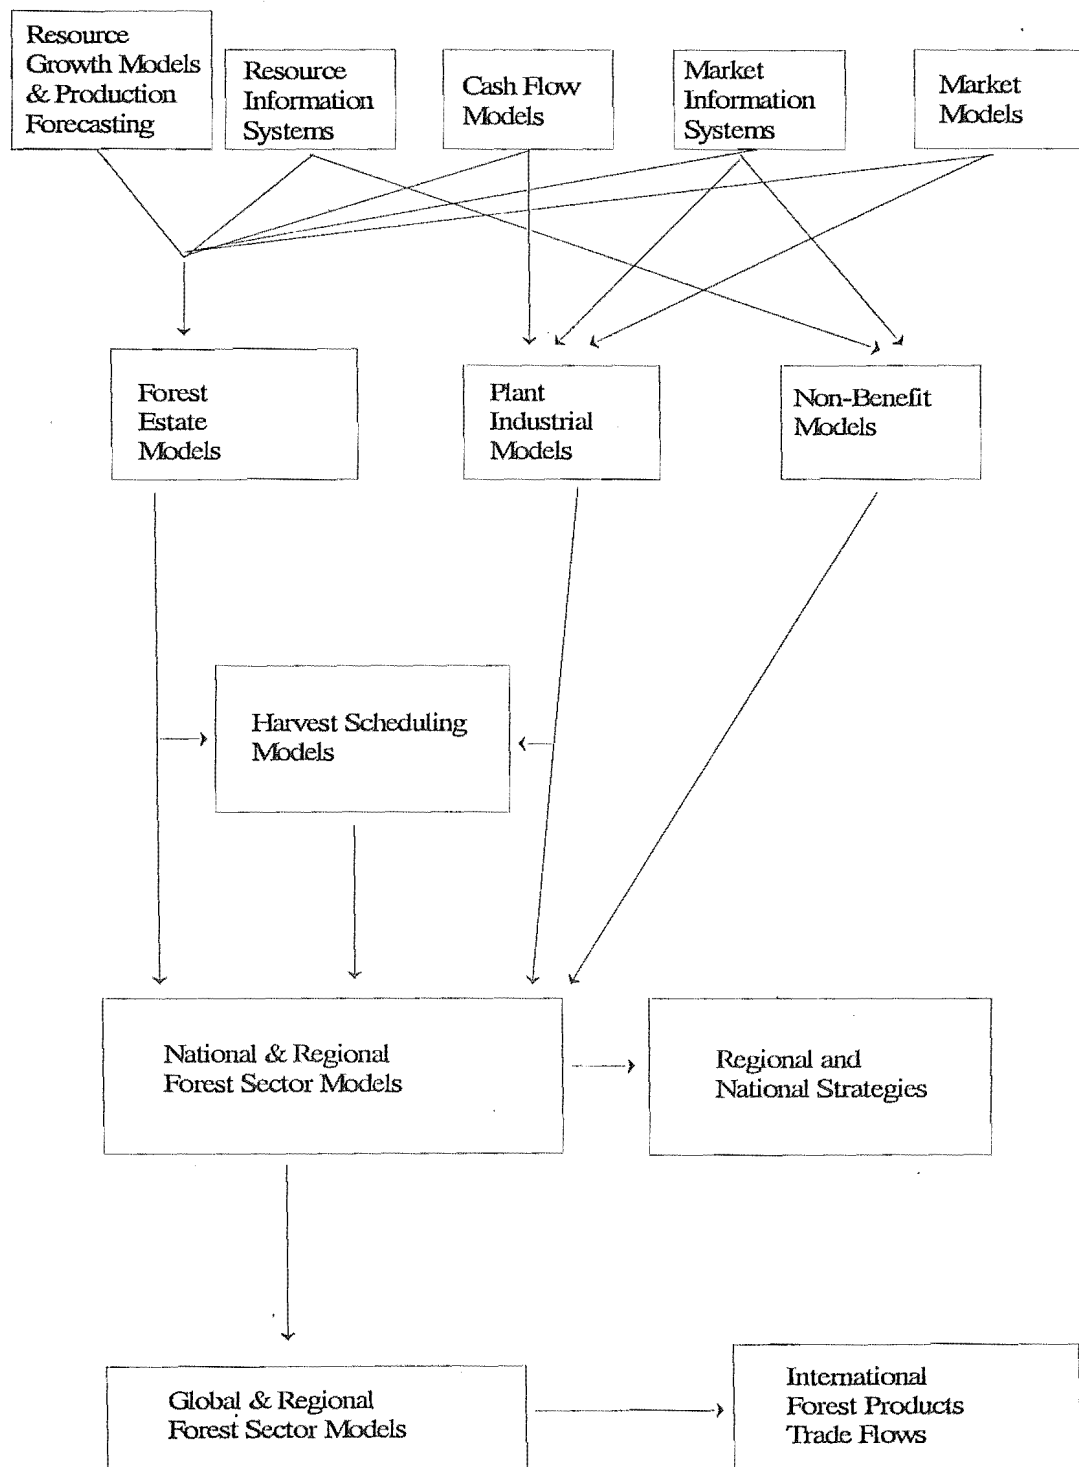 Resource
Growth Models
& Production
Forecasting
Resource
Information
Systems
Cash Flow
Models
Market
Information
Systems
Market
Models
Forest
Estate
Models
Plant
Industrial
Models
Non-Benefit
Models
Harvest Scheduling
Models
National & Regional
Forest Sector Models
Regional and
National Strategies
Global & Regional
Forest Sector Models
International
Forest Products
Trade Flows